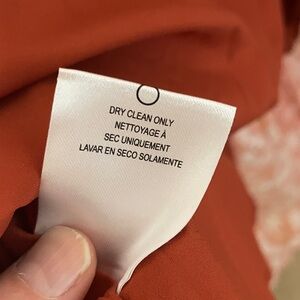 DRY CLEAN ONLY
NETTOYAGE À
SEC UNIQUEMENT
LAVAR EN SECO SOLAMENTE